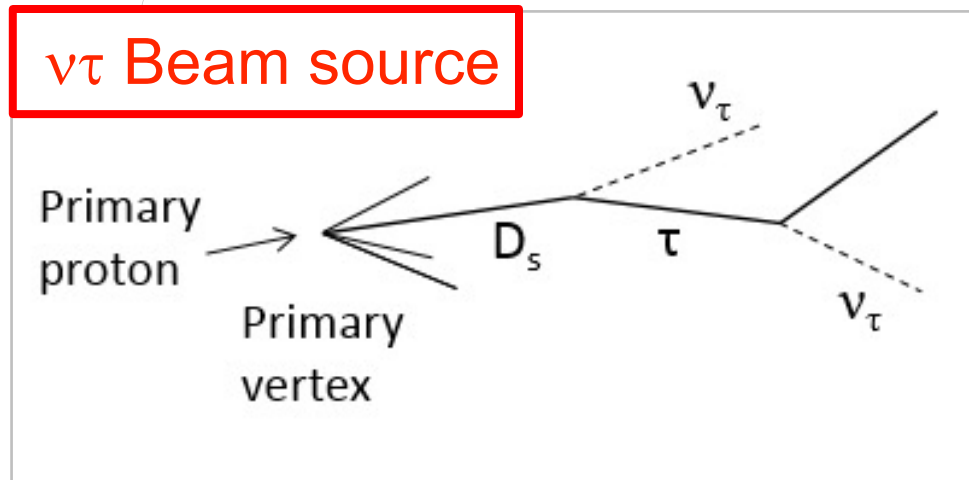 ντ Beam source
ν_τ
Primary
proton
D_s
τ
Primary
vertex
ν_τ